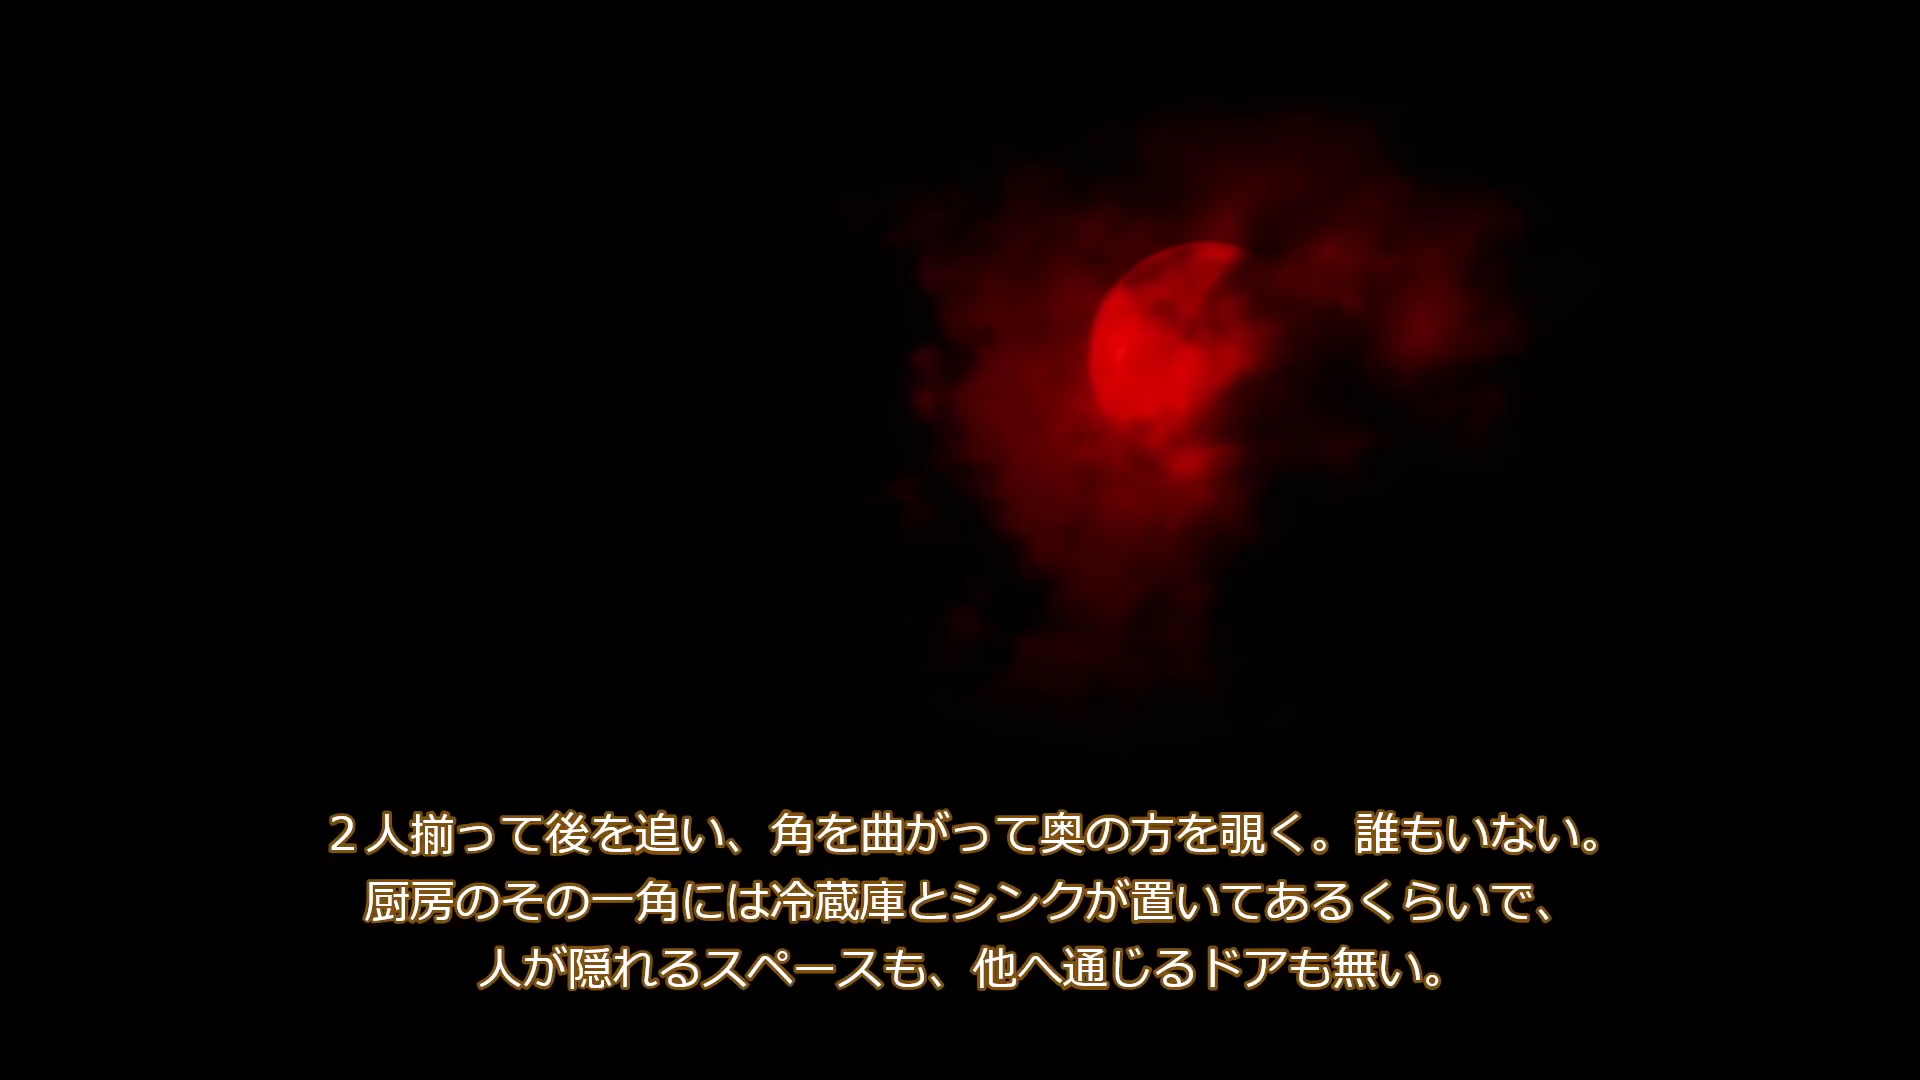 ２人揃って後を追い、角を曲がって奥の方を覗く。誰もいない。
厨房のその一角には冷蔵庫とシンクが置いてあるくらいで、
人が隠れるスペースも、他へ通じるドアも無い。